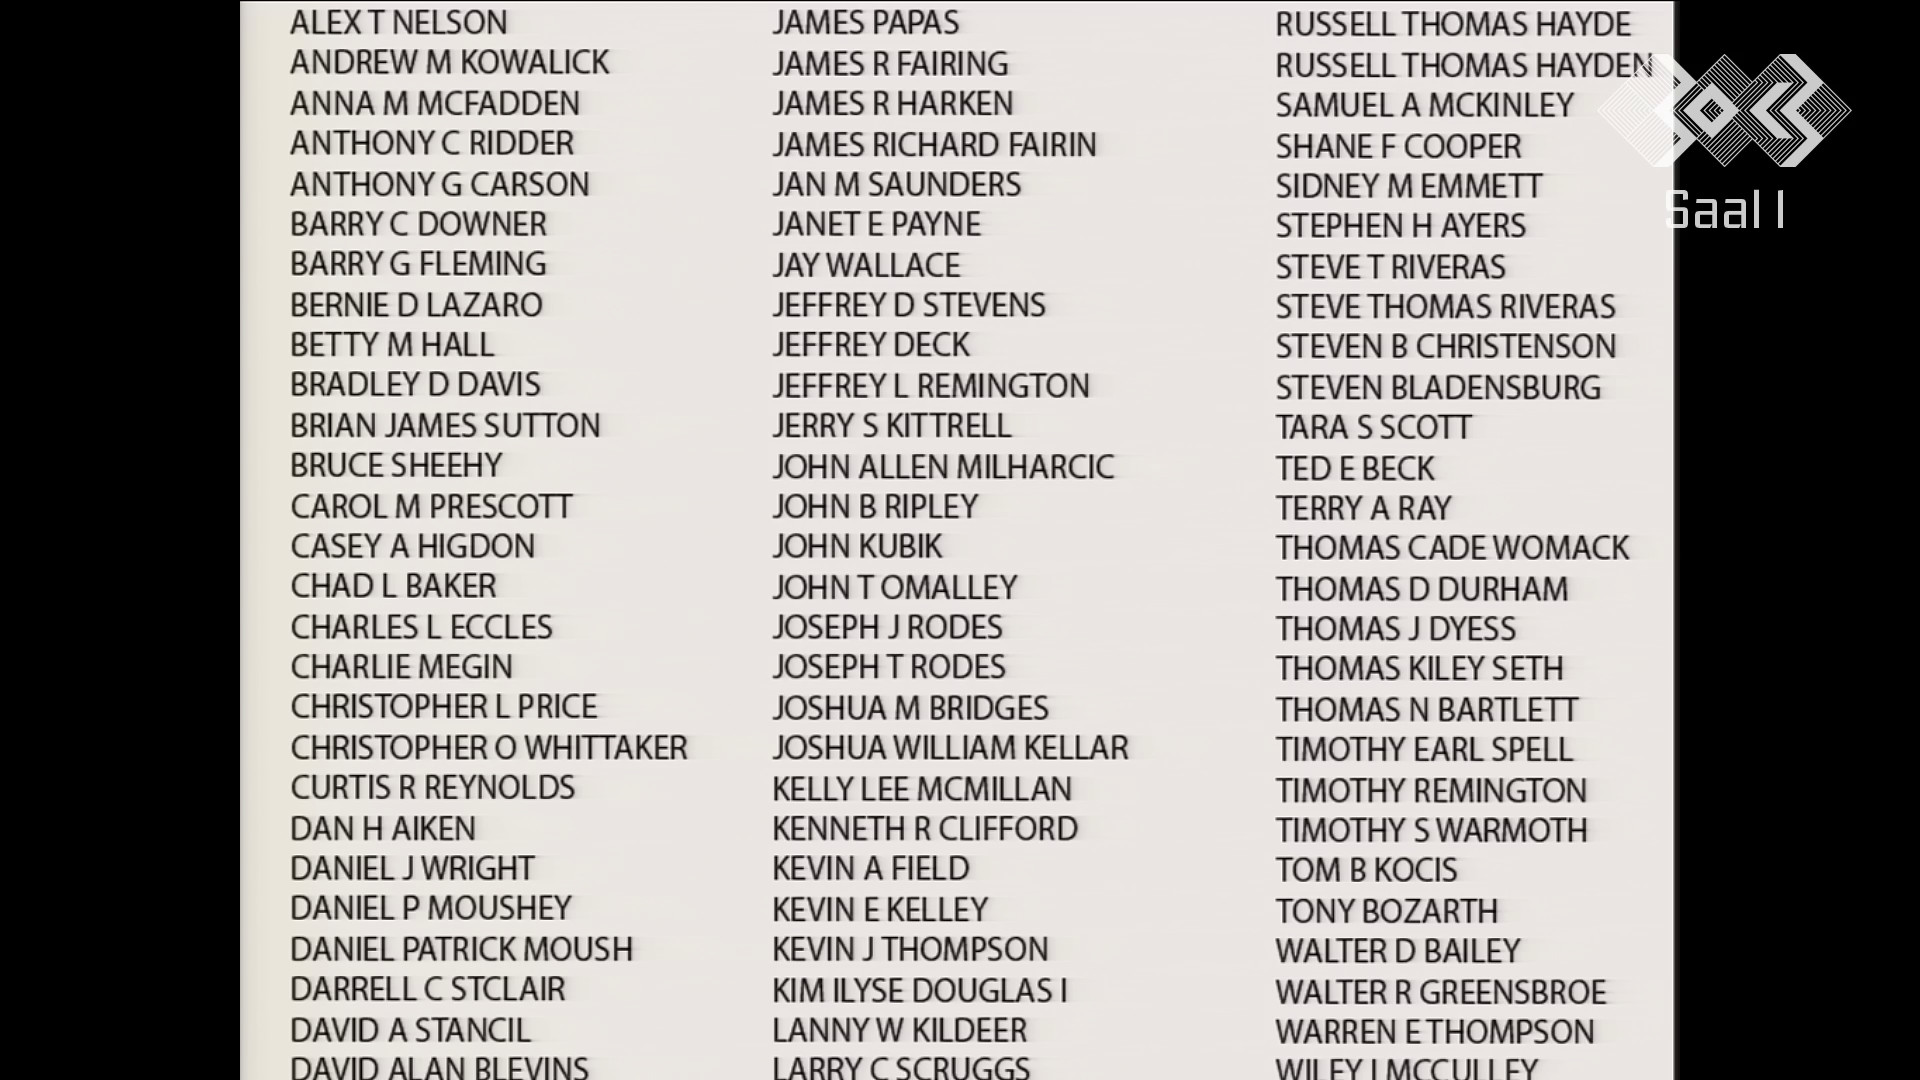 ALEX T NELSON
ANDREW M KOWALICK
ANNA M MCFADDEN
ANTHONY C RIDDER
ANTHONY G CARSON
BARRY C DOWNER
BARRY G FLEMING
BERNIE D LAZARO
BETTY M HALL
BRADLEY D DAVIS
BRIAN JAMES SUTTON
BRUCE SHEEHY
CAROL M PRESCOTT
CASEY A HIGDON
CHAD L BAKER
CHARLES L ECCLES
CHARLIE MEGIN
CHRISTOPHER L PRICE
CHRISTOPHER O WHITTAKER
CURTIS R REYNOLDS
DAN H AIKEN
DANIEL J WRIGHT
DANIEL P MOUSHEY
DANIEL PATRICK MOUSH
DARRELL C STCLAIR
DAVID A STANCIL
DAVID ALAN BLEVINS
JAMES PAPAS
JAMES R FAIRING
JAMES R HARKEN
JAMES RICHARD FAIRIN
JAN M SAUNDERS
JANET E PAYNE
JAY WALLACE
JEFFREY D STEVENS
JEFFREY DECK
JEFFREY L REMINGTON
JERRY S KITTRELL
JOHN ALLEN MILHARCIC
JOHN B RIPLEY
JOHN KUBIK
JOHN T OMALLEY
JOSEPH J RODES
JOSEPH T RODES
JOSHUA M BRIDGES
JOSHUA WILLIAM KELLAR
KELLY LEE MCMILLAN
KENNETH R CLIFFORD
KEVIN A FIELD
KEVIN E KELLEY
KEVIN J THOMPSON
KIM ILYSE DOUGLAS I
LANNY W KILDEER
LARRY C SCRUGGS
RUSSELL THOMAS HAYDE
RUSSELL THOMAS HAYDEN
SAMUEL A MCKINLEY
SHANE F COOPER
SIDNEY M EMMETT
STEPHEN H AYERS
STEVE T RIVERAS
STEVE THOMAS RIVERAS
STEVEN B CHRISTENSON
STEVEN BLADENSBURG
TARA S SCOTT
TED E BECK
TERRY A RAY
THOMAS CADE WOMACK
THOMAS D DURHAM
THOMAS J DYESS
THOMAS KILEY SETH
THOMAS N BARTLETT
TIMOTHY EARL SPELL
TIMOTHY REMINGTON
TIMOTHY S WARMOTH
TOM B KOCIS
TONY BOZARTH
WALTER D BAILEY
WALTER R GREENSBROE
WARREN E THOMPSON
WILEY J MCCULLEY
30C3
Saal 1